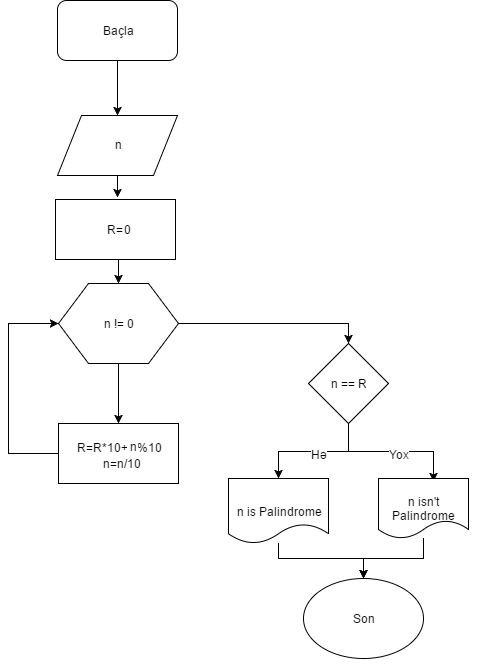 Başla
n
R=0
n != 0
R=R*10+n%10
n=n/10
n == R
Hə
Yox
n is Palindrome
n isn't
Palindrome
Son